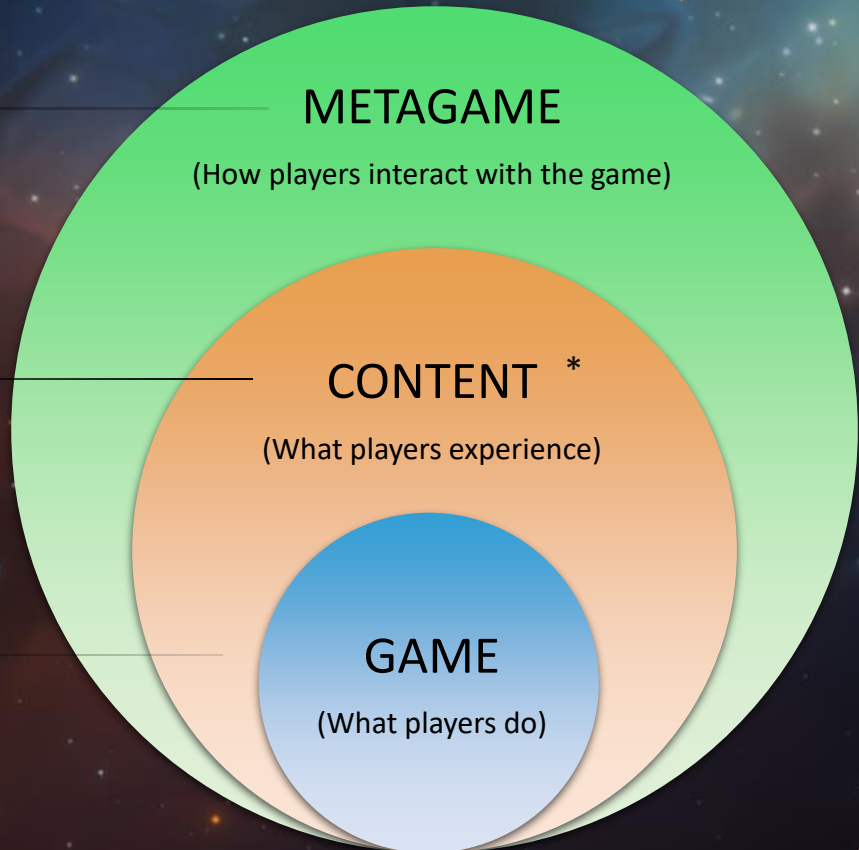 METAGAME
(How players interact with the game)
CONTENT *
(What players experience)
GAME
(What players do)